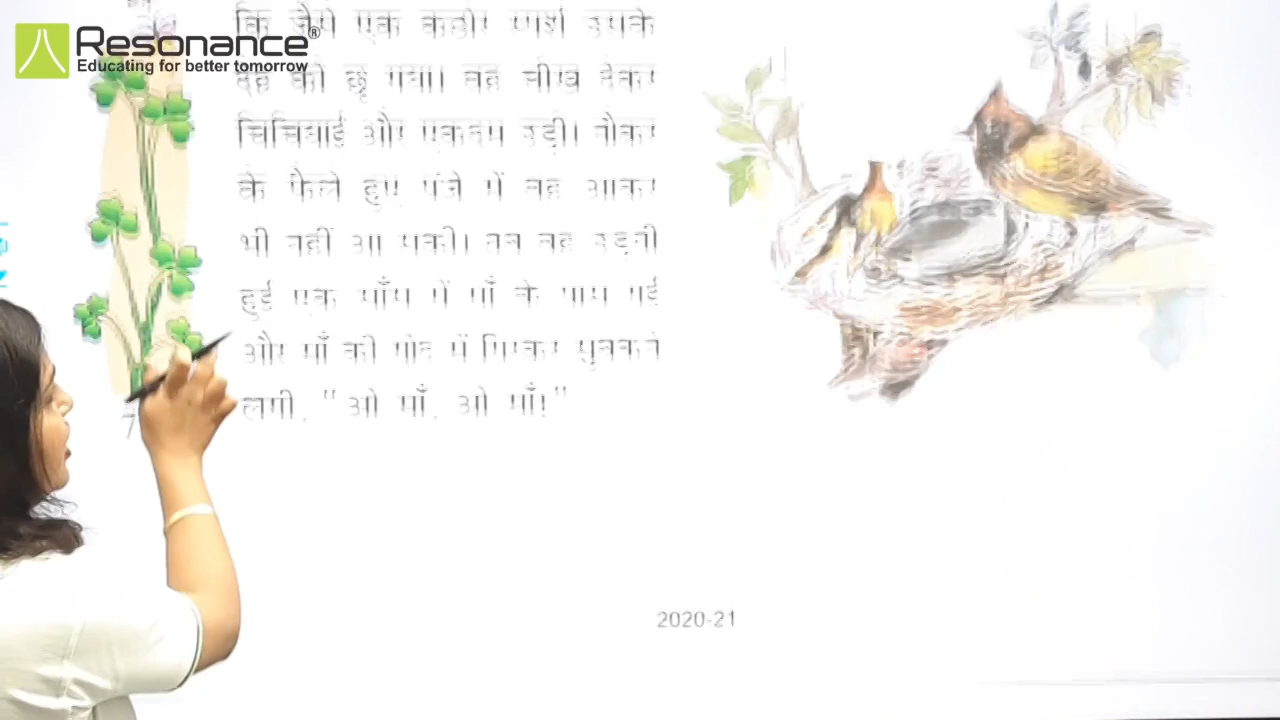 Resonance®
Educating for better tomorrow
कि जैसे एक कठोर स्पर्श उसके
देह को छू गया। वह चीख देकर
चिचियाई और एकदम उड़ी। नौकर
के फैले हुए पंजे में वह आकर
भी नहीं आ सकी। तब वह उड़ती
हुई एक साँस में माँ के पास गई
और माँ की गोद में गिरकर सुबकने
लगी, "ओ माँ, ओ माँ!"
2020-21